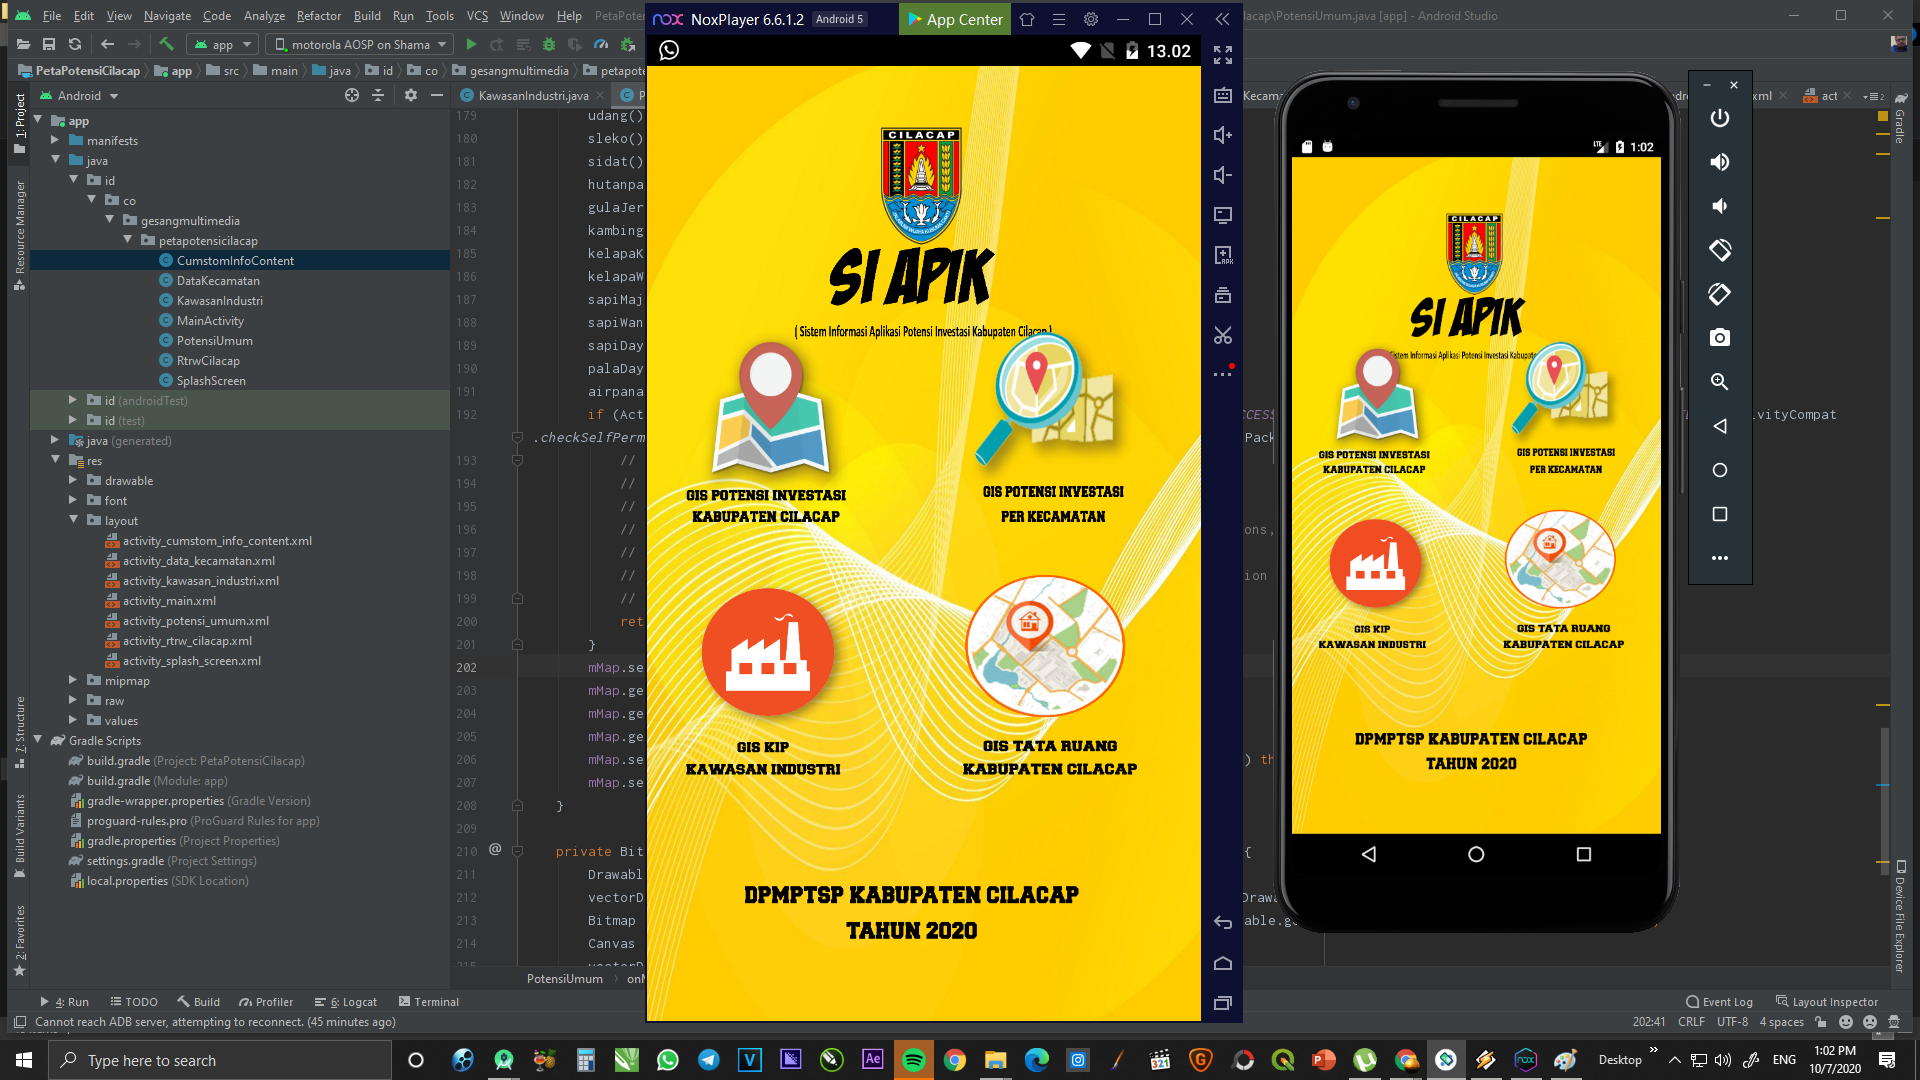 File Edit View Navigate Code Analyze Refactor Build Run Tools VCS Window Help PetaPoten
cilacap\PotensiUmum.java [app] - Android Studio
app
motorola AOSP on Shama
PetaPotensiCilacap app src main java id co gesangmultimedia petapote
Android
KawasanIndustri.java
P
Kecama
xml
act
2
1: Project
Resource Manager
7: Structure
Build Variants
2: Favorites
app
manifests
java
id
co
gesangmultimedia
petapotensicilacap
CumstomInfoContent
DataKecamatan
KawasanIndustri
MainActivity
PotensiUmum
RtrwCilacap
SplashScreen
id (androidTest)
id (test)
java (generated)
res
drawable
font
layout
activity_cumstom_info_content.xml
activity_data_kecamatan.xml
activity_kawasan_industri.xml
activity_main.xml
activity_potensi_umum.xml
activity_rtrw_cilacap.xml
activity_splash_screen.xml
mipmap
raw
values
Gradle Scripts
build.gradle (Project: PetaPotensiCilacap)
build.gradle (Module: app)
gradle-wrapper.properties (Gradle Version)
proguard-rules.pro (ProGuard Rules for app)
gradle.properties (Project Properties)
settings.gradle (Project Settings)
local.properties (SDK Location)
179 udang()
180 sleko()
181 sidat()
182 hutanpa
183 gulaJer
184 kambing
185 kelapaK
186 kelapaW
187 sapiMaj
188 sapiWan
189 sapiDay
190 palaDay
191 airpana
192 if (Act
.checkSelfPerm
193 //
194 //
195 //
196 //
197 //
198 //
199 //
200 ret
201 }
202 mMap.se
203 mMap.ge
204 mMap.ge
205 mMap.ge
206 mMap.se
207 mMap.se
208 }
209
210 @ private Bit
211 Drawabl
212 vectorD
213 Bitmap
214 Canvas
CCESS
Pack
ons,
ion
) th
{
Drawa
able.ge
ivityCompat
PotensiUmum
NoxPlayer 6.6.1.2 Android 5 App Center
13.02
CILACAP
SI APIK
( Sistem Informasi Aplikasi Potensi Investasi Kabupaten Cilacap )
GIS POTENSI INVESTASI
KABUPATEN CILACAP
GIS POTENSI INVESTASI
PER KECAMATAN
GIS KIP
KAWASAN INDUSTRI
GIS TATA RUANG
KABUPATEN CILACAP
DPMPTSP KABUPATEN CILACAP
TAHUN 2020
LTE 1:02
CILACAP
SI APIK
Sistem Informasi Aplikasi Potensi Investasi Kabupate
GIS POTENSI INVESTASI
KABUPATEN CILACAP
GIS POTENSI INVESTASI
PER KECAMATAN
GIS KIP
KAWASAN INDUSTRI
GIS TATA RUANG
KABUPATEN CILACAP
DPMPTSP KABUPATEN CILACAP
TAHUN 2020
Gradle
Device File Explorer
4: Run TODO Build Profiler 6: Logcat Terminal
Event Log Layout Inspector
Cannot reach ADB server, attempting to reconnect. (45 minutes ago)
202:41 CRLF UTF-8 4 spaces
Type here to search
Desktop
ENG
1:02 PM
10/7/2020